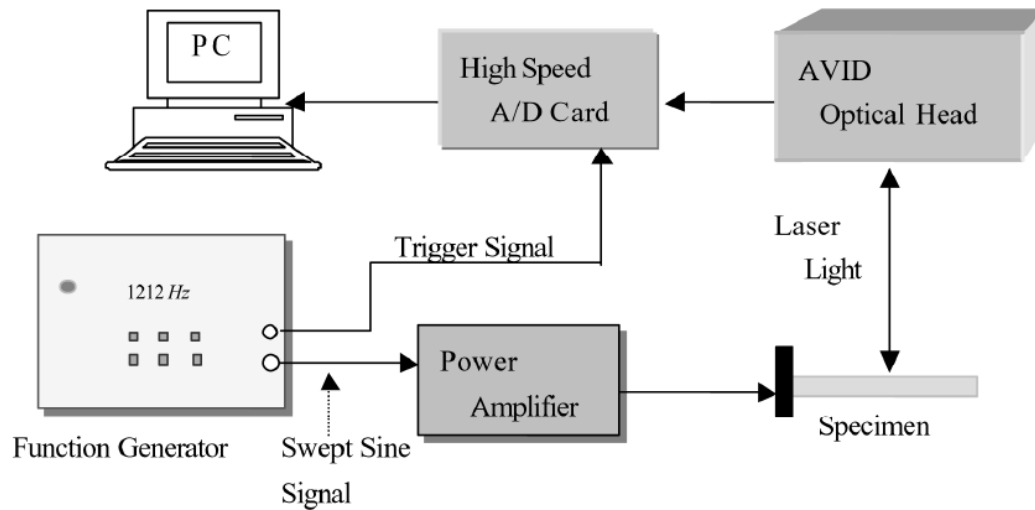 PC
High Speed
A/D Card
AVID
Optical Head
Trigger Signal
Laser
Light
1212 Hz
Power
Amplifier
Specimen
Function Generator
Swept Sine
Signal